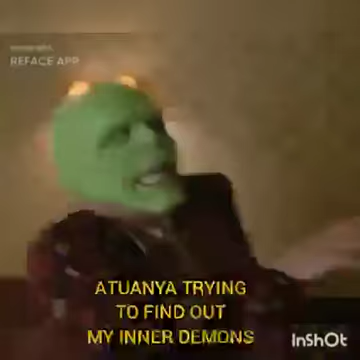 REFACE APP
ATUANYA TRYING
TO FIND OUT
MY INNER DEMONS
InShOt